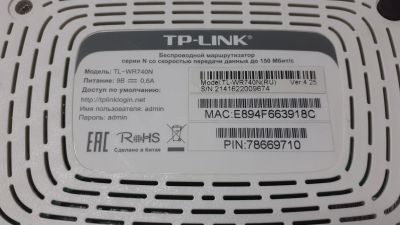 TP-LINK
Беспроводной маршрутизатор
серии N со скоростью передачи данных до 150 Мбит/с
Модель: TL-WR740N
Питание: 9В ⎓ 0,6А
Доступ по умолчанию:
http://tplinklogin.net
Имя пользователя: admin
Пароль: admin
EAC
RoHS
Сделано в Китае
Model:TL-WR740N(RU) Ver:4.25
S/N:2141622009674
MAC:E894F663918C
PIN:78669710